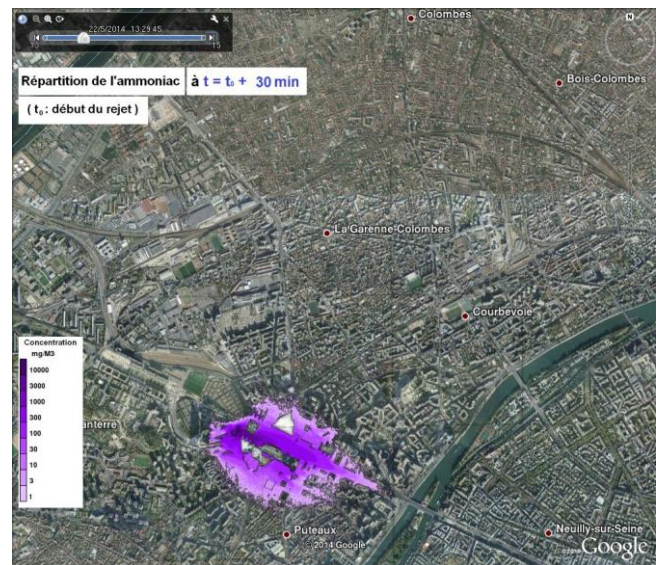 22/5/2014 13:29:45
13
15
N
Colombes
Bois-Colombes
Répartition de l'ammoniac
à t = t₀ + 30 min
( t₀ : début du rejet )
La Garenne-Colombes
Courbevoie
Concentration
mg/M3
10000
3000
1000
300
100
30
10
3
1
anterre
Puteaux
© 2014 Google
Neuilly-sur-Seine
Google